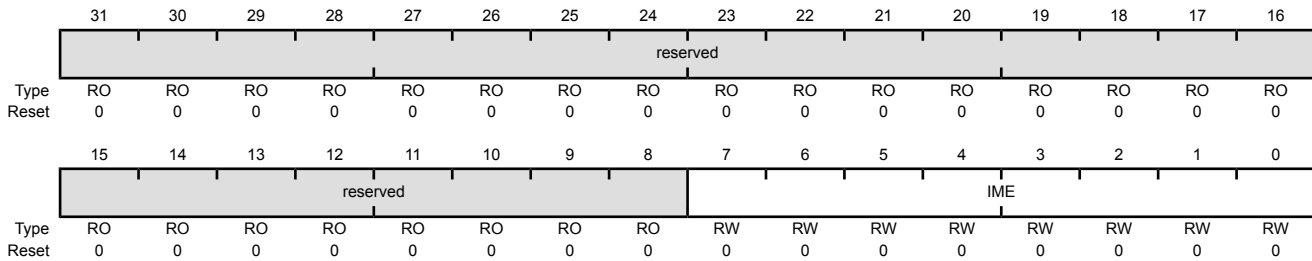 31 30 29 28 27 26 25 24 23 22 21 20 19 18 17 16
reserved
Type RO RO RO RO RO RO RO RO RO RO RO RO RO RO RO RO
Reset 0 0 0 0 0 0 0 0 0 0 0 0 0 0 0 0
15 14 13 12 11 10 9 8 7 6 5 4 3 2 1 0
reserved IME
Type RO RO RO RO RO RO RO RO RW RW RW RW RW RW RW RW
Reset 0 0 0 0 0 0 0 0 0 0 0 0 0 0 0 0